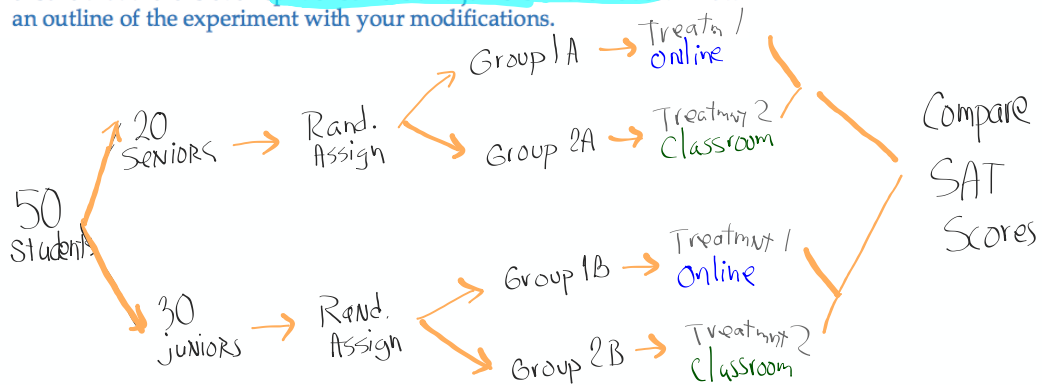 an outline of the experiment with your modifications.
50
Students
20
Seniors
Rand.
Assign
Group 1A
Treatm 1
Online
Group 2A
Treatmnt 2
Classroom
30
juniors
Rand.
Assign
Group 1B
Treatmnt 1
Online
Group 2B
Treatmnt 2
Classroom
Compare
SAT
Scores